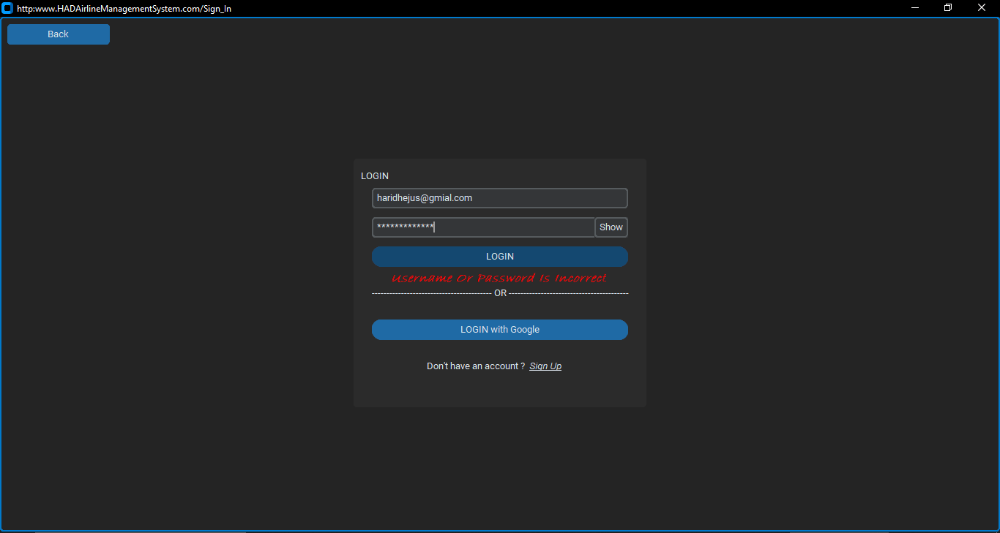 http:www.HADAirlineManagementSystem.com/Sign_In
Back
LOGIN
haridhejus@gmial.com
************* Show
LOGIN
Username Or Password Is Incorrect
----------------------------------------- OR -----------------------------------------
LOGIN with Google
Don't have an account ? Sign Up